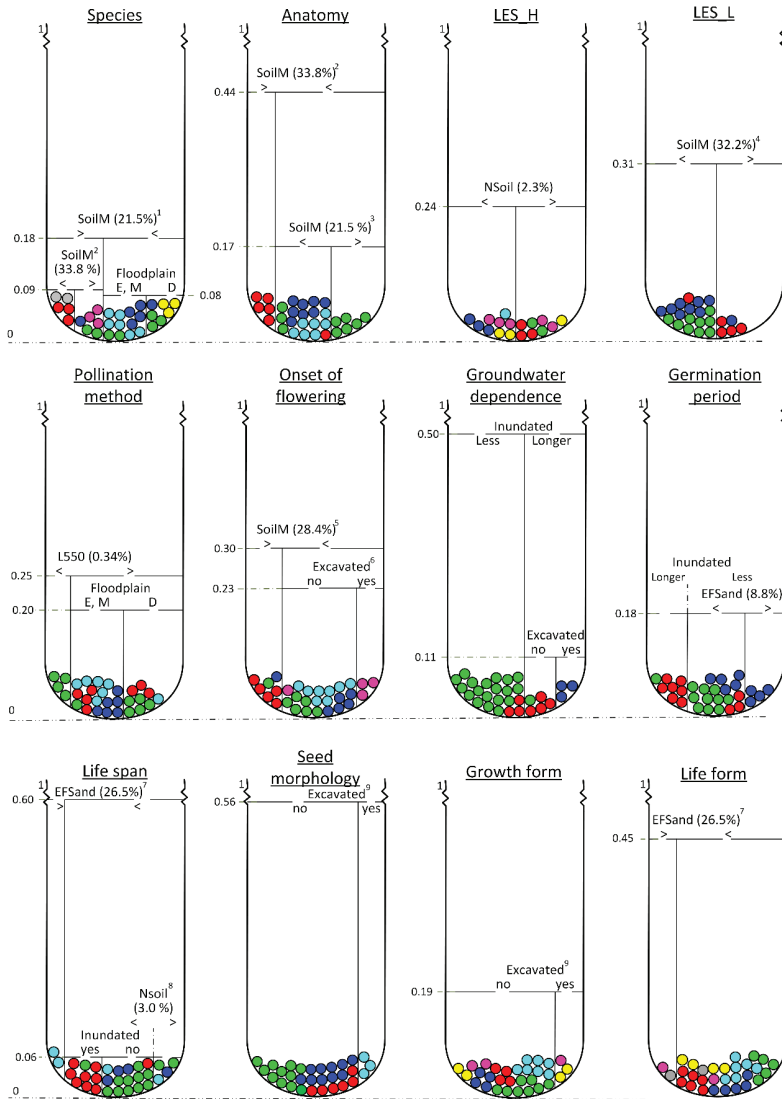 Species
1
SoilM (21.5%)1
> <
0.18
SoilM2
(33.8 %)
< >
Floodplain
E, M D
0.09
0.08
0
Anatomy
1
SoilM (33.8%)2
> <
0.44
SoilM (21.5 %)3
< >
0.17
LES_H
1
NSoil (2.3%)
< >
0.24
LES_L
1
SoilM (32.2%)4
< >
0.31
Pollination
method
1
L550 (0.34%)
< >
0.25
Floodplain
E, M D
0.20
0
Onset of
flowering
1
SoilM (28.4%)5
> <
0.30
Excavated6
no yes
0.23
Groundwater
dependence
1
Inundated
0.50
Less Longer
Excavated
no yes
0.11
Germination
period
1
Inundated
Longer Less
< EFSand (8.8%) >
0.18
Life span
1
0.60
EFSand (26.5%)7
> <
Nsoil8
(3.0 %)
< >
Inundated
yes no
0.06
0
Seed
morphology
1
Excavated9
0.56
no yes
Growth form
1
Excavated9
0.19
no yes
Life form
1
EFSand (26.5%)7
> <
0.45